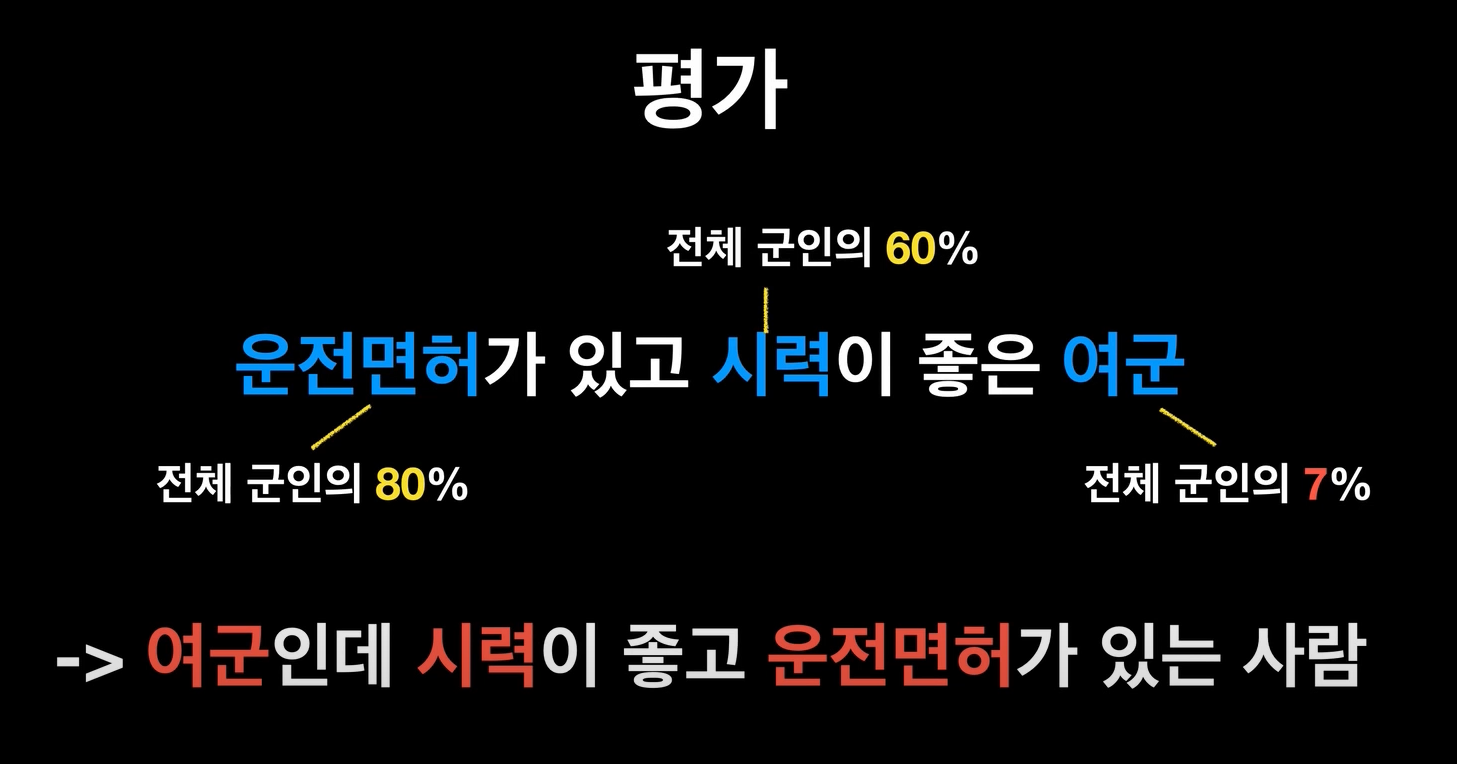 평가
전체 군인의 60%
운전면허가 있고 시력이 좋은 여군
전체 군인의 80%
전체 군인의 7%
-> 여군인데 시력이 좋고 운전면허가 있는 사람